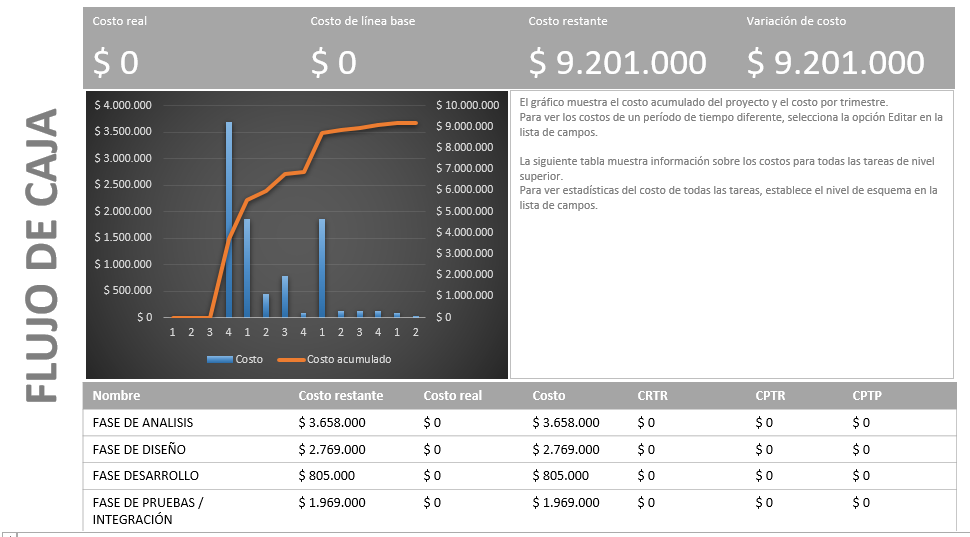 FLUJO DE CAJA
Costo real
Costo de línea base
Costo restante
Variación de costo
$ 0
$ 0
$ 9.201.000
$ 9.201.000
$ 4.000.000
$ 3.500.000
$ 3.000.000
$ 2.500.000
$ 2.000.000
$ 1.500.000
$ 1.000.000
$ 500.000
$ 0
$ 10.000.000
$ 9.000.000
$ 8.000.000
$ 7.000.000
$ 6.000.000
$ 5.000.000
$ 4.000.000
$ 3.000.000
$ 2.000.000
$ 1.000.000
$ 0
1 2 3 4 1 2 3 4 1 2 3 4 1 2
Costo Costo acumulado
El gráfico muestra el costo acumulado del proyecto y el costo por trimestre.
Para ver los costos de un período de tiempo diferente, selecciona la opción Editar en la
lista de campos.
La siguiente tabla muestra información sobre los costos para todas las tareas de nivel
superior.
Para ver estadísticas del costo de todas las tareas, establece el nivel de esquema en la
lista de campos.
Nombre Costo restante Costo real Costo CRTR CPTR CPTP
FASE DE ANALISIS $ 3.658.000 $ 0 $ 3.658.000 $ 0 $ 0 $ 0
FASE DE DISEÑO $ 2.769.000 $ 0 $ 2.769.000 $ 0 $ 0 $ 0
FASE DESARROLLO $ 805.000 $ 0 $ 805.000 $ 0 $ 0 $ 0
FASE DE PRUEBAS / $ 1.969.000 $ 0 $ 1.969.000 $ 0 $ 0 $ 0
INTEGRACIÓN